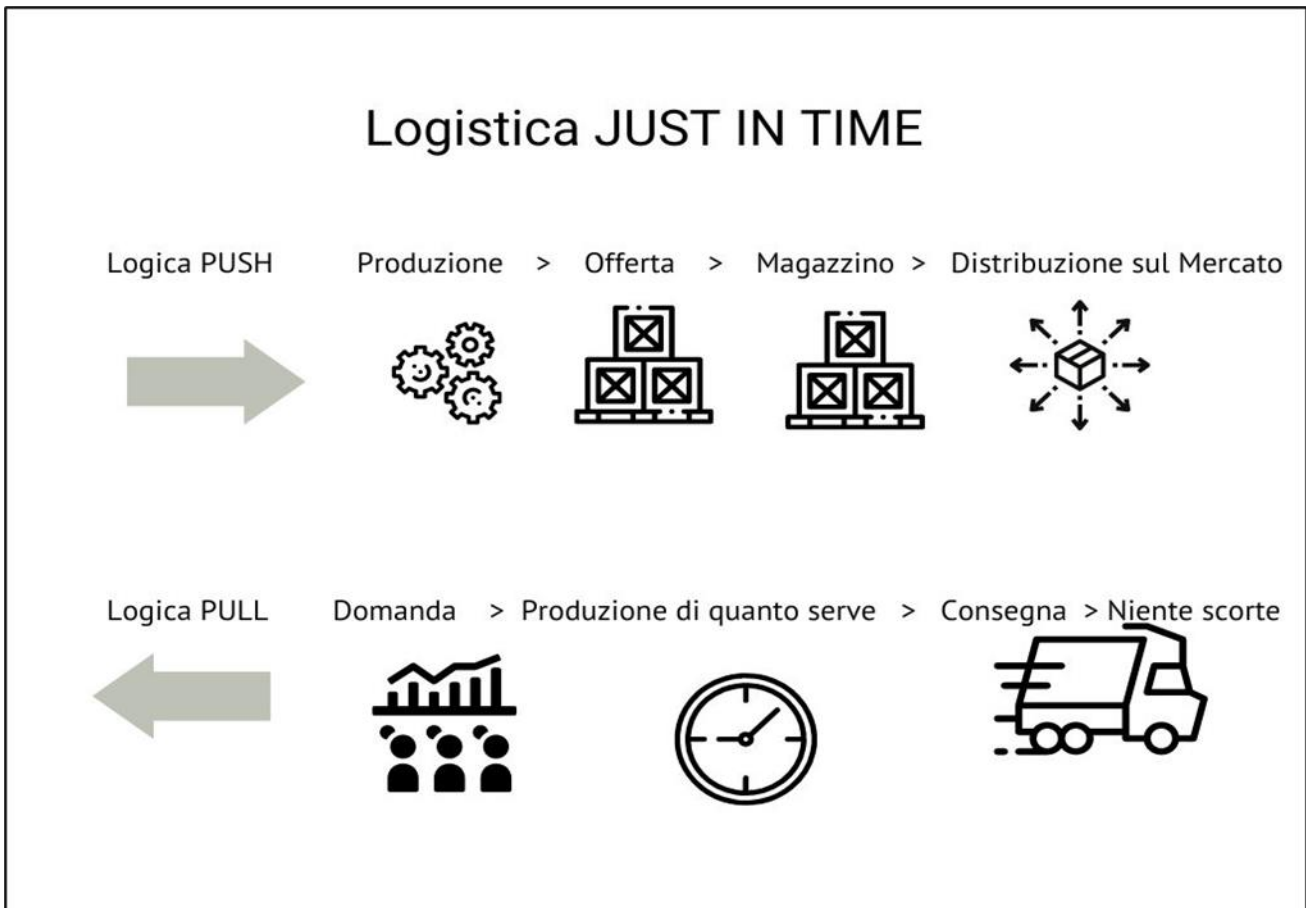 Logistica JUST IN TIME
Logica PUSH Produzione > Offerta > Magazzino > Distribuzione sul Mercato
Logica PULL Domanda > Produzione di quanto serve > Consegna > Niente scorte